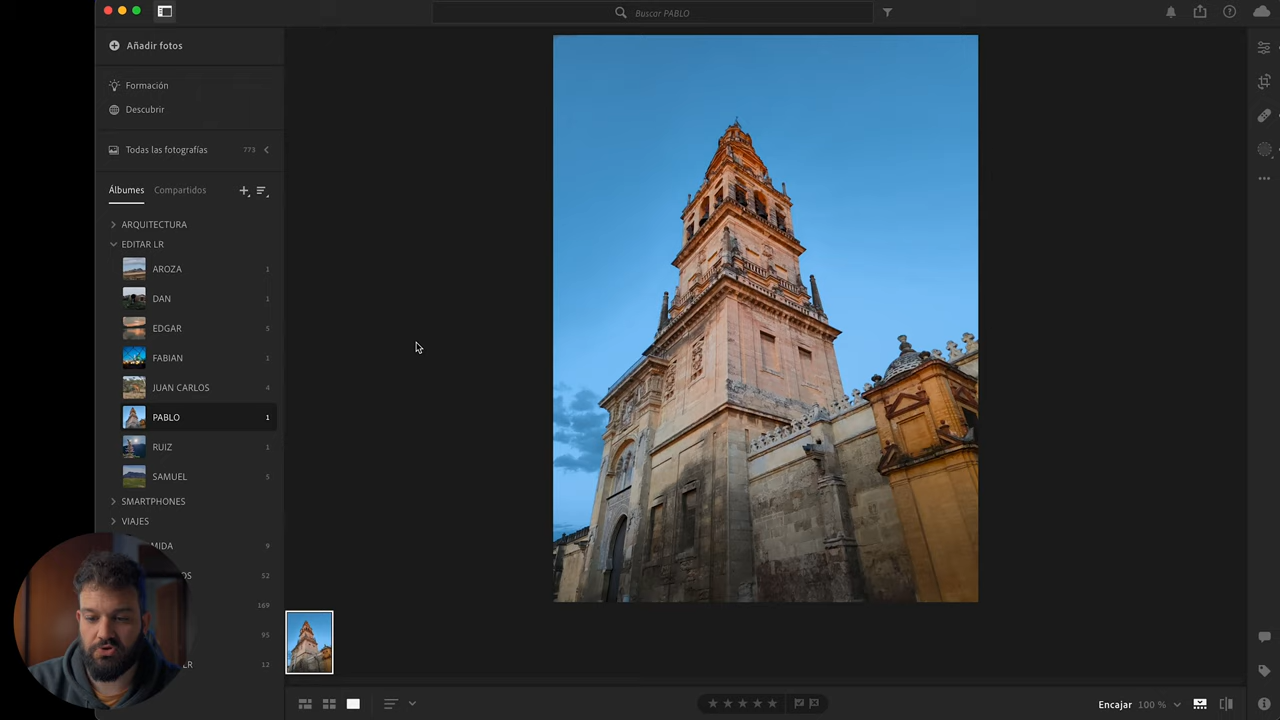 Buscar PABLO
Añadir fotos
Formación
Descubrir
Todas las fotografías 773
Álbumes Compartidos
ARQUITECTURA
EDITAR LR
AROZA 1
DAN 1
EDGAR 5
FABIAN 1
JUAN CARLOS 4
PABLO 1
RUIZ 1
SAMUEL 5
SMARTPHONES
VIAJES
MIDA 9
OS 52
169
95
ER 12
Encajar 100 %